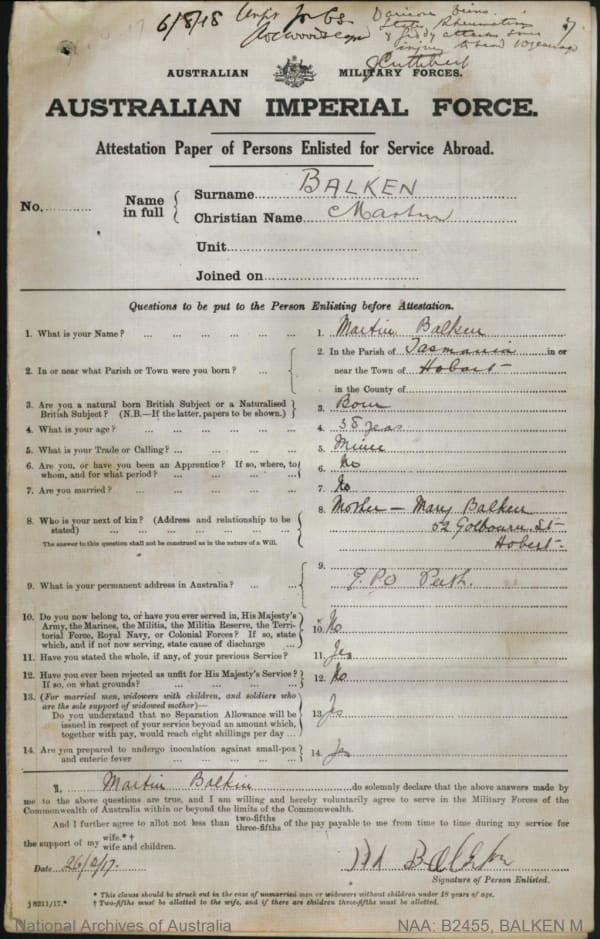 6/8/18 Unfit for G.S.
State, Rheumatism
& giddy attacks since
injury to head 10 years ago
J Cuthbert
AUSTRALIAN MILITARY FORCES.
AUSTRALIAN IMPERIAL FORCE.
Attestation Paper of Persons Enlisted for Service Abroad.
No. Name in full { Surname BALKEN
Christian Name Martin
Unit
Joined on
Questions to be put to the Person Enlisting before Attestation.
1. What is your Name? ... 1. Martin Balken
2. In or near what Parish or Town were you born? ... 2. In the Parish of Tasmania in or
near the Town of Hobart
in the County of
3. Are you a natural born British Subject or a Naturalised
British Subject? (N.B.—If the latter, papers to be shown.) } 3. Born
4. What is your age? ... 4. 38 years
5. What is your Trade or Calling? ... 5. Miner
6. Are you, or have you been an Apprentice? If so, where, to
whom, and for what period? ... 6. No
7. Are you married? ... 7. No
8. Who is your next of kin? (Address and relationship to be
stated) ... 8. Mother — Mary Balken
52 Golbourn St
Hobart
The answer to this question shall not be construed as in the nature of a Will.
9. What is your permanent address in Australia? ... 9. G.P.O Perth.
10. Do you now belong to, or have you ever served in, His Majesty's
Army, the Marines, the Militia, the Militia Reserve, the Terri-
torial Force, Royal Navy, or Colonial Forces? If so, state
which, and if not now serving, state cause of discharge ... 10. No
11. Have you stated the whole, if any, of your previous Service? 11. Yes
12. Have you ever been rejected as unfit for His Majesty's Service?
If so, on what grounds? ... 12. No
13. (For married men, widowers with children, and soldiers who
are the sole support of widowed mother)—
Do you understand that no Separation Allowance will be
issued in respect of your service beyond an amount which,
together with pay, would reach eight shillings per day ... 13. Yes
14. Are you prepared to undergo inoculation against small-pox
and enteric fever ... 14. Yes
I, Martin Balkin do solemnly declare that the above answers made by
me to the above questions are true, and I am willing and hereby voluntarily agree to serve in the Military Forces of the
Commonwealth of Australia within or beyond the limits of the Commonwealth.
And I further agree to allot not less than two-fifths three-fifths of the pay payable to me from time to time during my service for
the support of my wife.* † wife and children.
Date 26/2/17.
Signature of Person Enlisted.
* This clause should be struck out in the case of unmarried men or widowers without children under 18 years of age.
j 8211/17.* † Two-fifths must be allotted to the wife, and if there are children three-fifths must be allotted.
National Archives of Australia NAA: B2455, BALKEN M